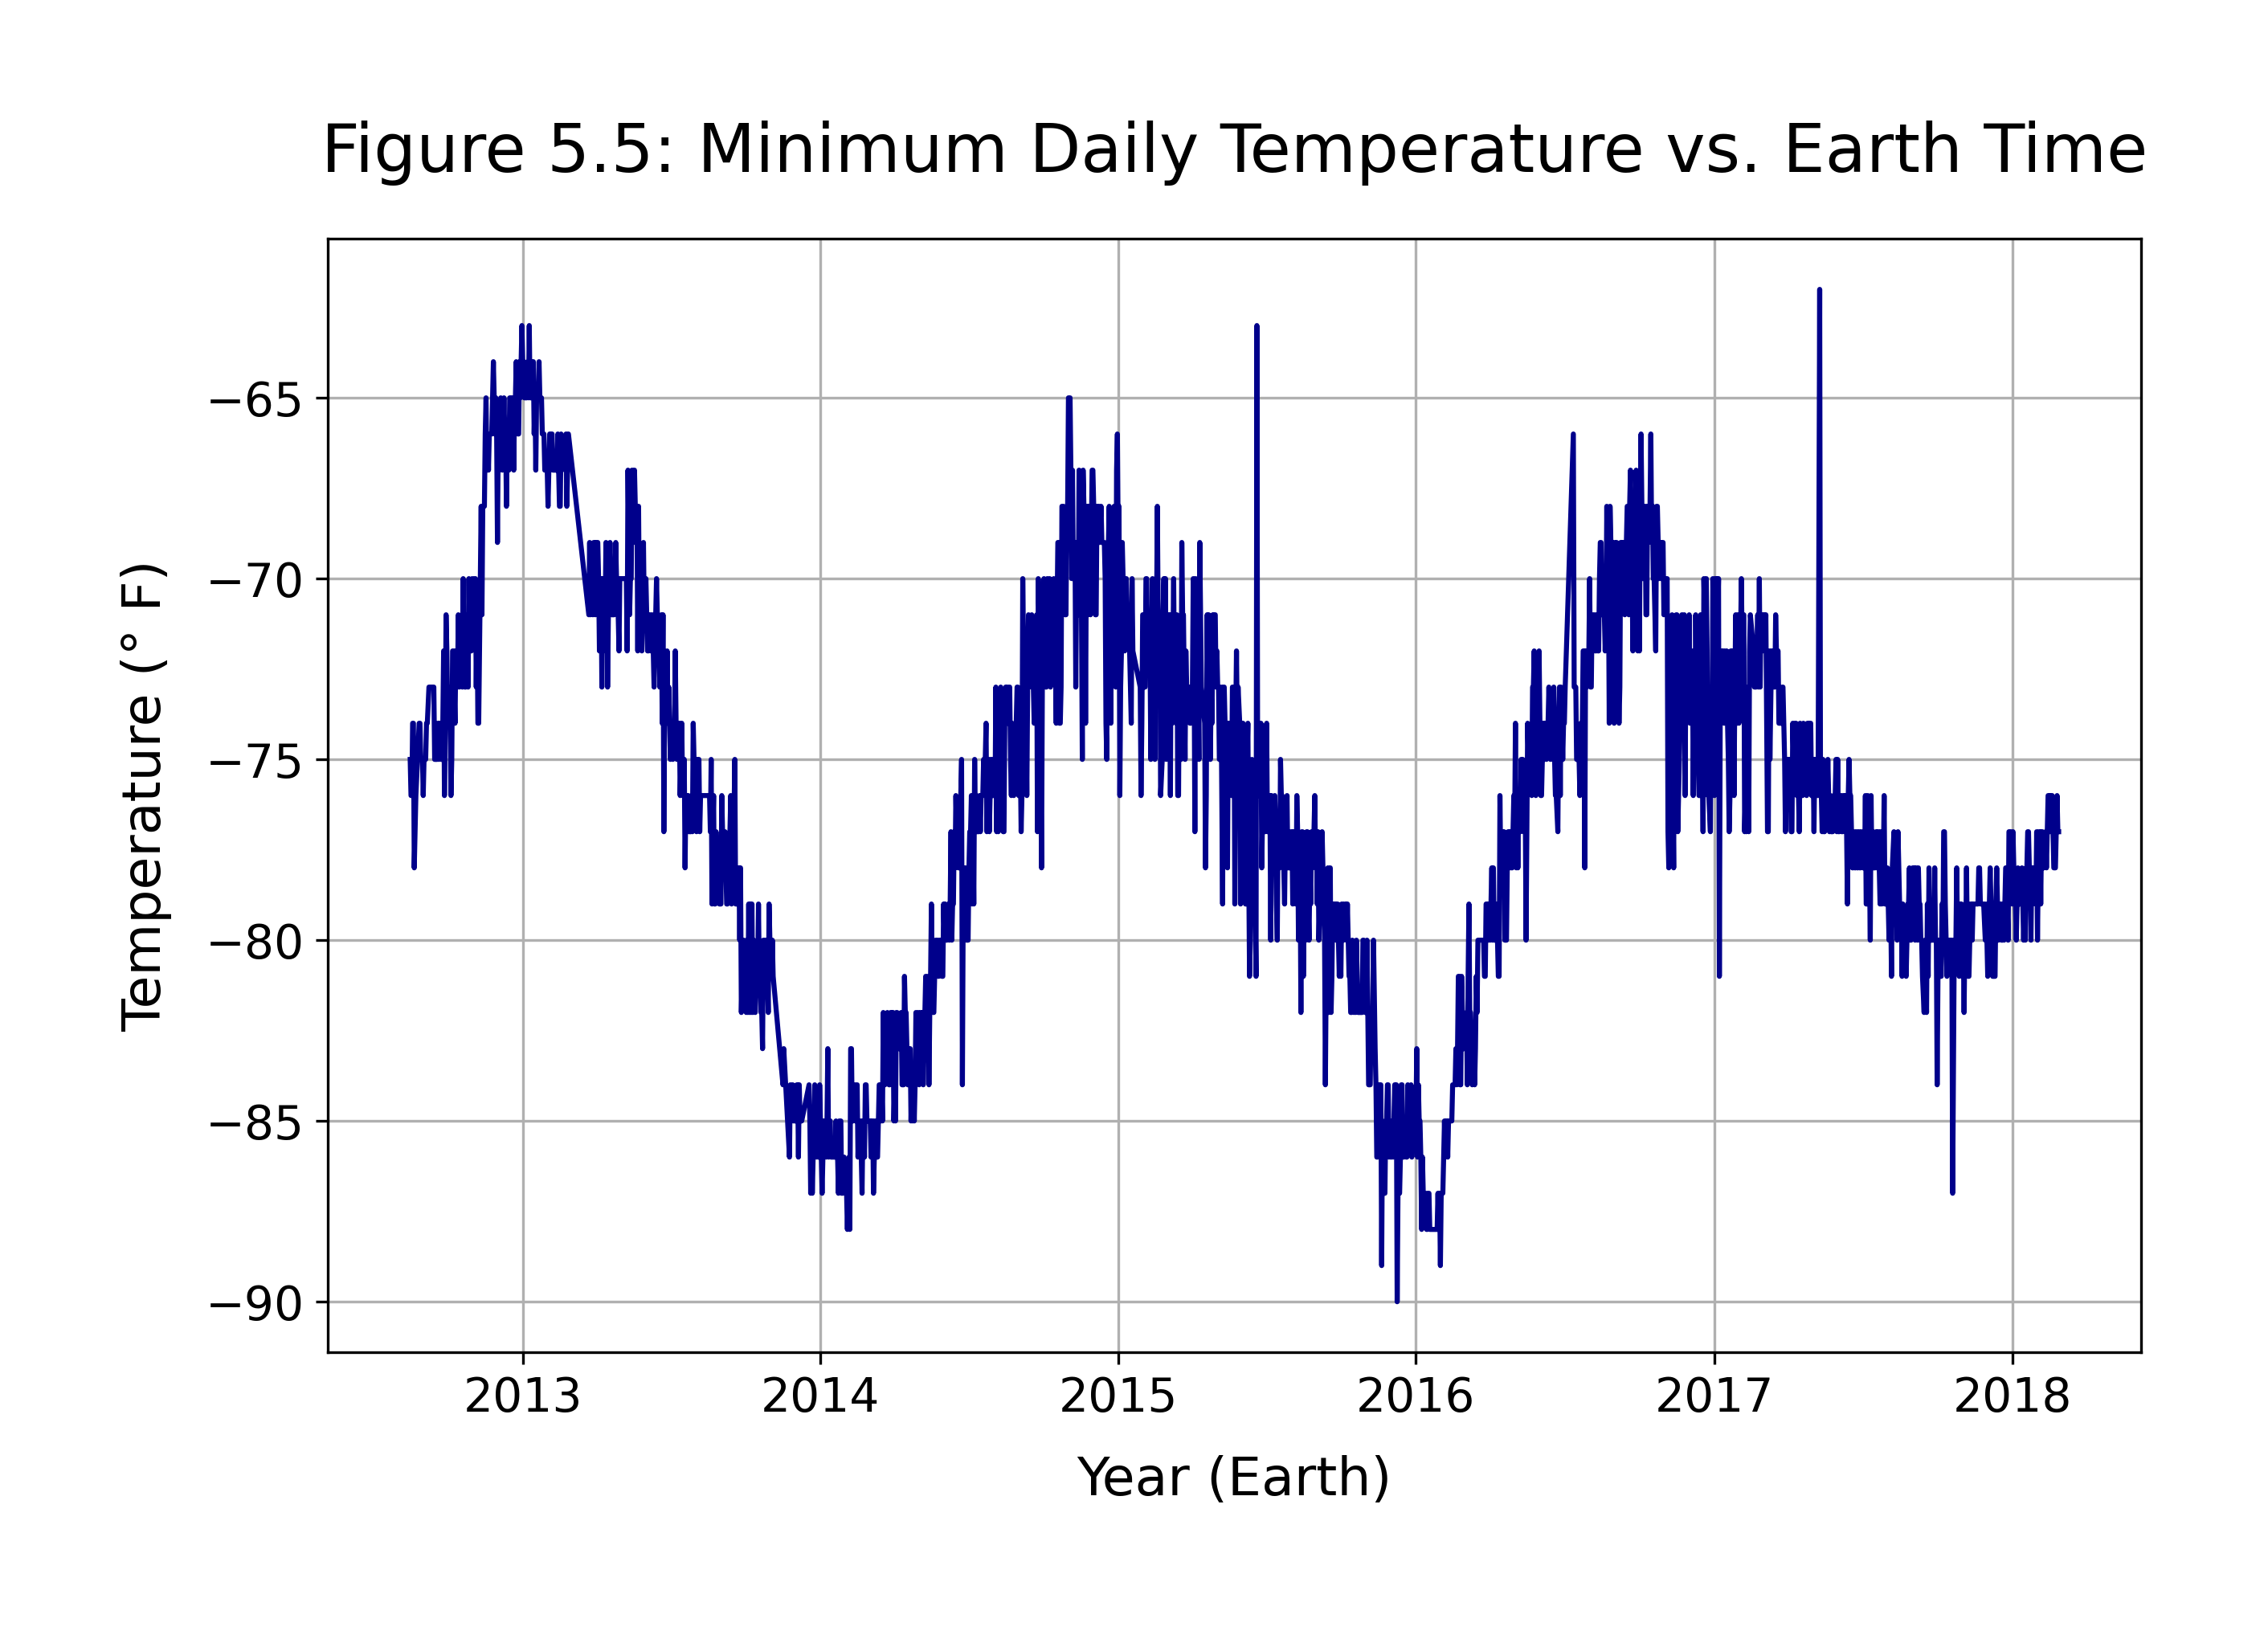 Figure 5.5: Minimum Daily Temperature vs. Earth Time
Temperature (° F)
−65
−70
−75
−80
−85
−90
2013 2014 2015 2016 2017 2018
Year (Earth)